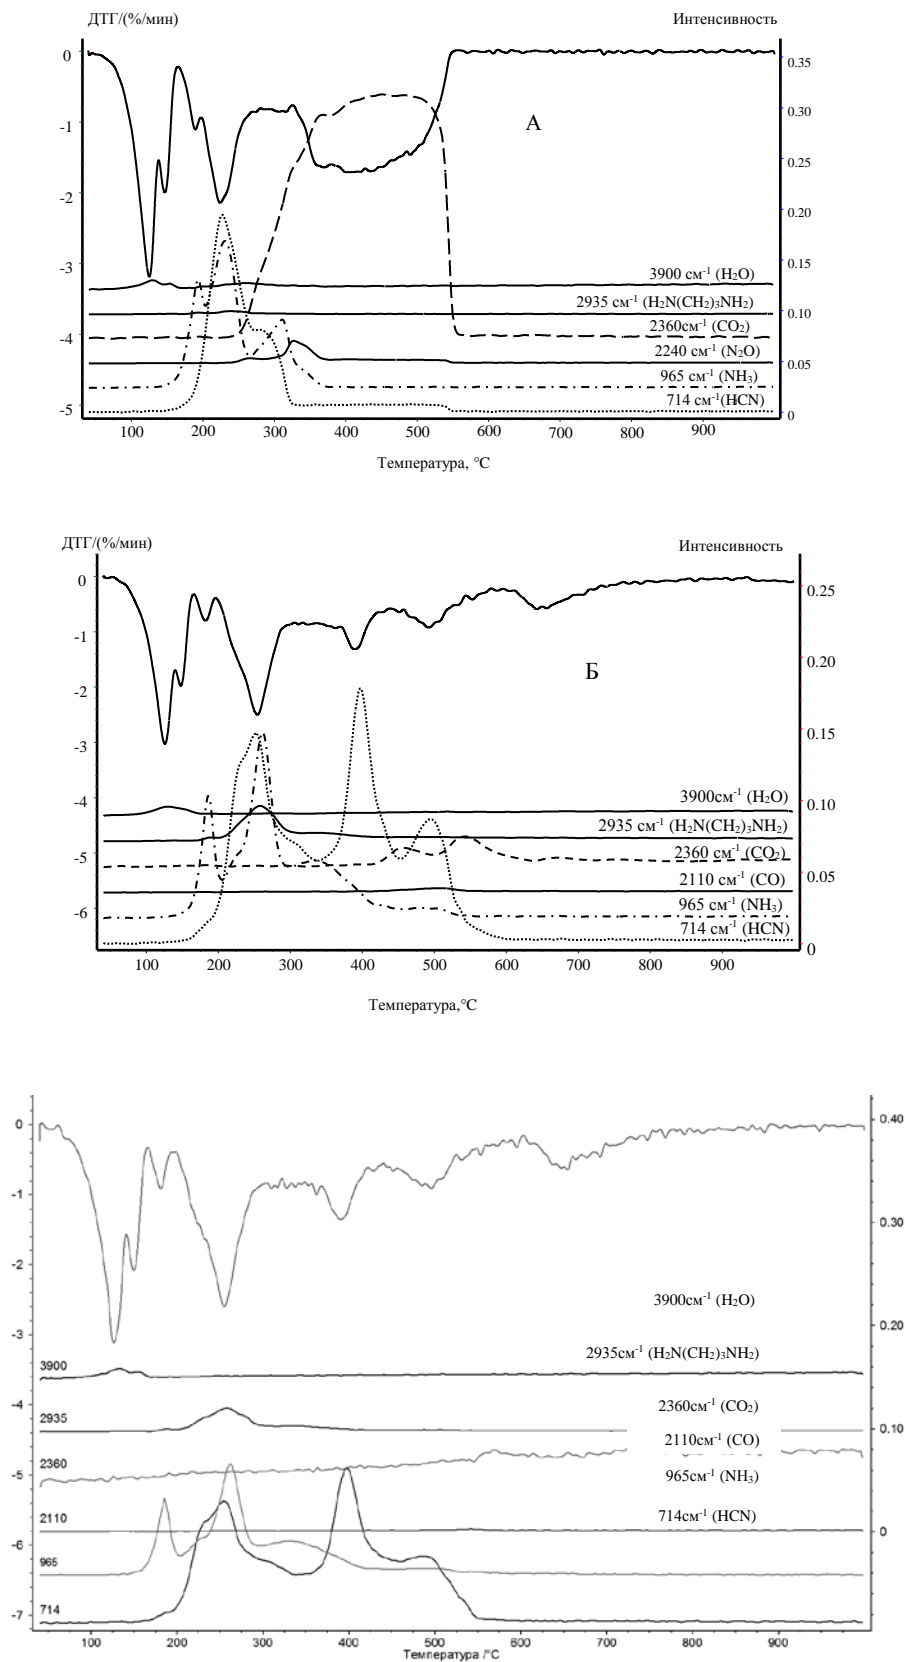 ДТГ/(%/мин) Интенсивность
0 0.35
0.30
-1 А
0.25
-2 0.20
-3 0.15
3900 см-1 (H2O)
2935 см-1 (H2N(CH2)3NH2)
0.10
2360см-1 (CO2)
-4
2240 см-1 (N2O)
0.05
965 см-1 (NH3)
714 см-1(HCN)
-5 0
100 200 300 400 500 600 700 800 900
Температура, °С
ДТГ/(%/мин) Интенсивность
0 0.25
-1
0.20
Б
-2
0.15
-3
3900см-1 (H2O)
-4 0.10
2935 см-1 (H2N(CH2)3NH2)
-5 2360 см-1 (CO2)
2110 см-1 (CO) 0.05
965 см-1 (NH3)
-6
714 см-1 (HCN)
0
100 200 300 400 500 600 700 800 900
Температура,°С
0 0.40
-1
0.30
-2
3900см-1 (H2O)
-3 0.20
2935см-1 (H2N(CH2)3NH2)
3900
-4 2360см-1 (CO2)
2935 0.10
2110см-1 (CO)
2360
-5 965см-1 (NH3)
2110 714см-1 (HCN)
0
-6
965
714
-7
100 200 300 400 500 600 700 800 900
Температура /°C